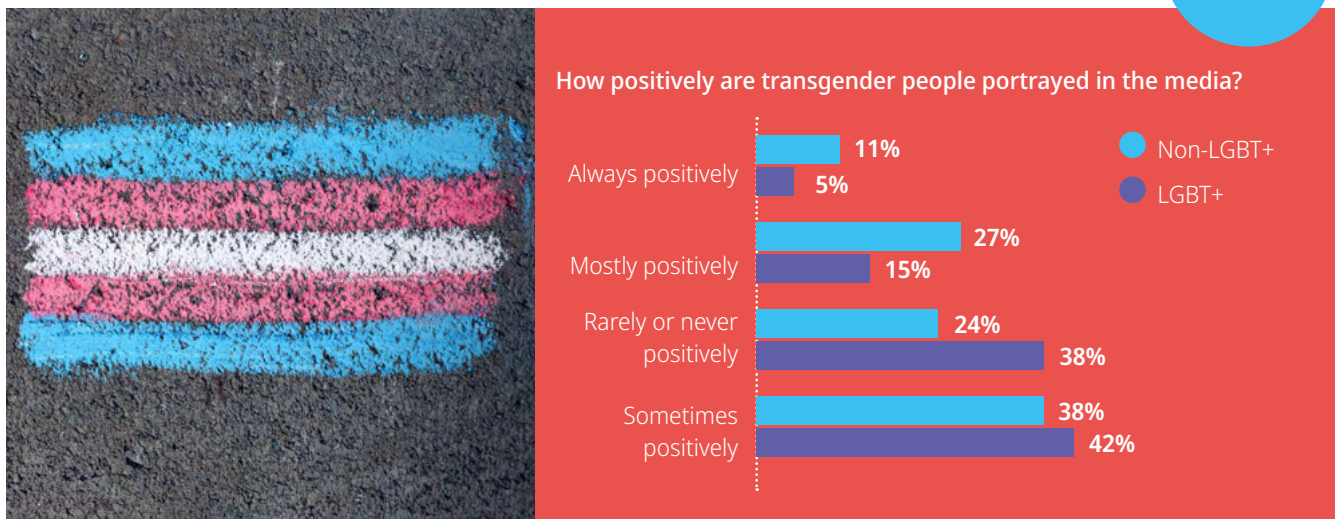 How positively are transgender people portrayed in the media?
Non-LGBT+
LGBT+
Always positively
11%
5%
Mostly positively
27%
15%
Rarely or never
positively
24%
38%
Sometimes
positively
38%
42%